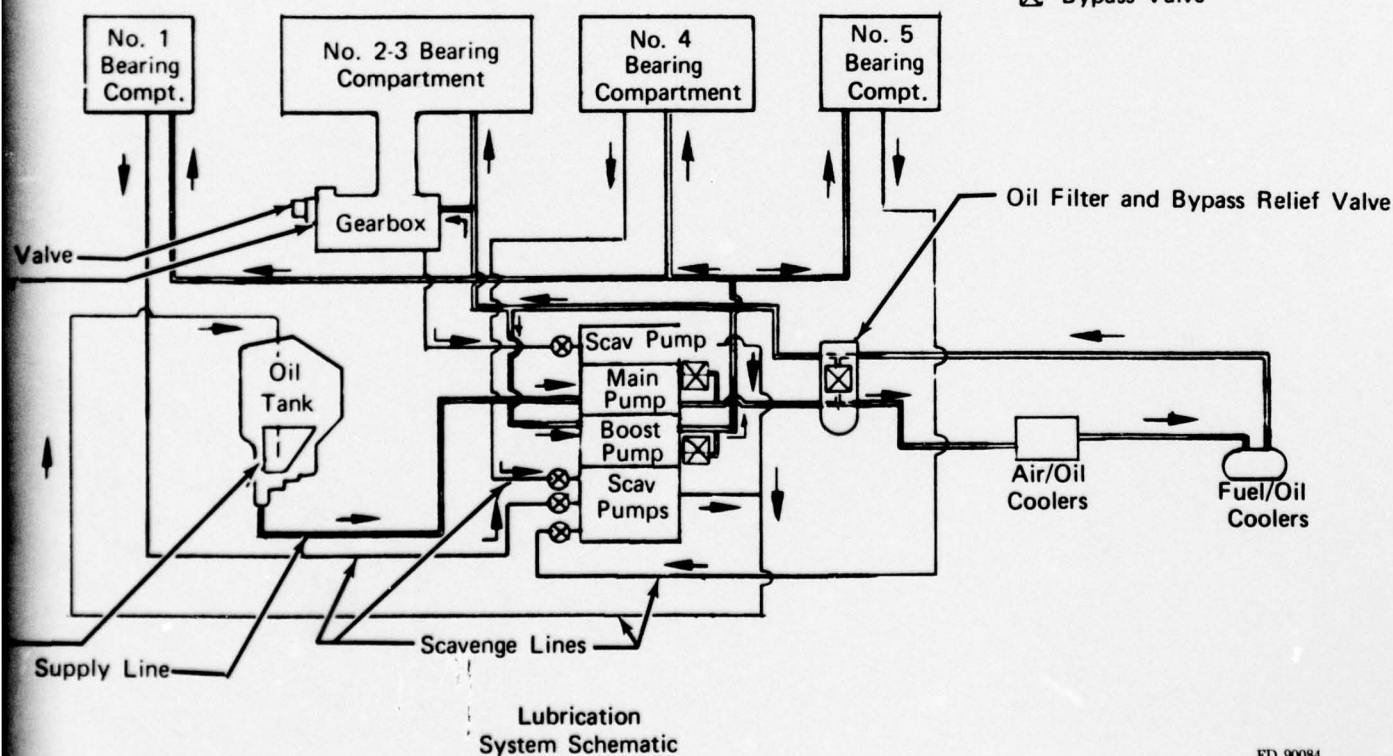 Bypass Valve
No. 1
Bearing
Compt.
No. 2-3 Bearing
Compartment
No. 4
Bearing
Compartment
No. 5
Bearing
Compt.
Oil Filter and Bypass Relief Valve
Gearbox
Valve
Oil
Tank
Scav Pump
Main
Pump
Boost
Pump
Scav
Pumps
Air/Oil
Coolers
Fuel/Oil
Coolers
Scavenge Lines
Supply Line
Lubrication
System Schematic
FD 90084